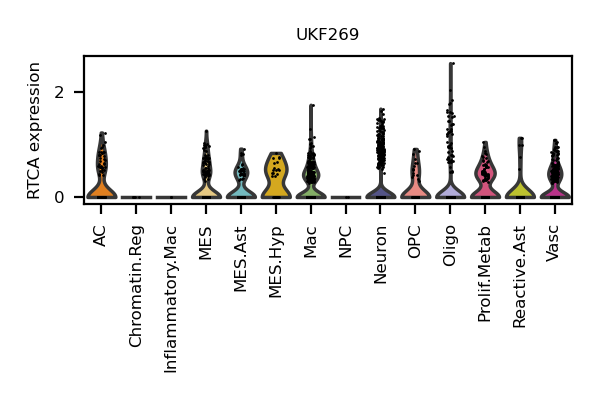 UKF269
RTCA expression
2
0
AC
Chromatin.Reg
Inflammatory.Mac
MES
MES.Ast
MES.Hyp
Mac
NPC
Neuron
OPC
Oligo
Prolif.Metab
Reactive.Ast
Vasc